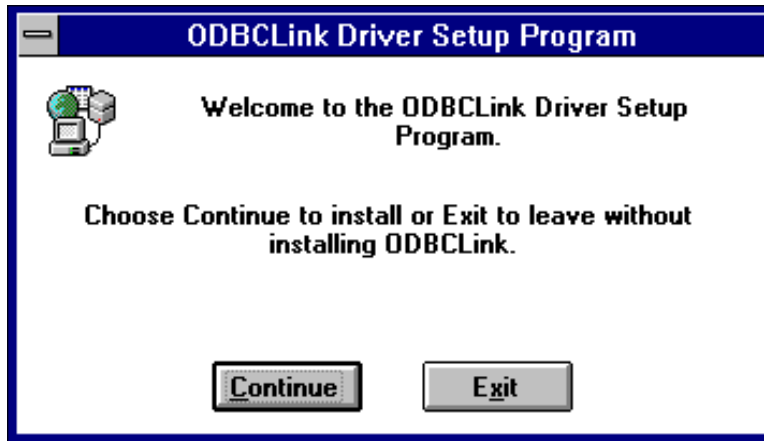 ODBCLink Driver Setup Program
Welcome to the ODBCLink Driver Setup
Program.
Choose Continue to install or Exit to leave without
installing ODBCLink.
Continue
Exit